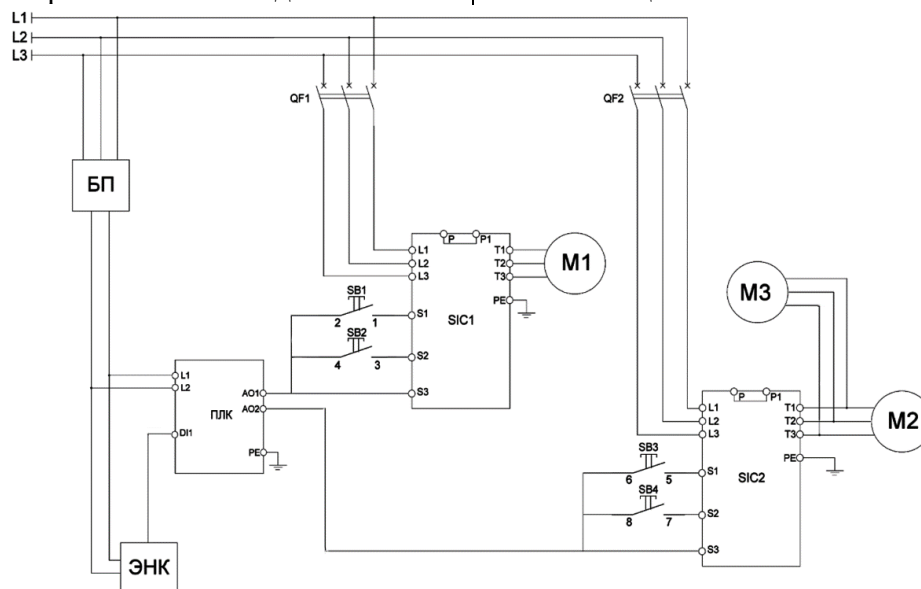 L1
L2
L3
QF1
QF2
БП
P P1
L1 T1
L2 T2
L3 T3
M1
SB1
2 1 S1
PE
SIC1
SB2
4 3 S2
S3
M3
L1
L2
ПЛК
AO1
AO2
DI1
PE
P P1
L1 T1
L2 T2
L3 T3
M2
SB3
6 5 S1
PE
SIC2
SB4
8 7 S2
S3
ЭНК